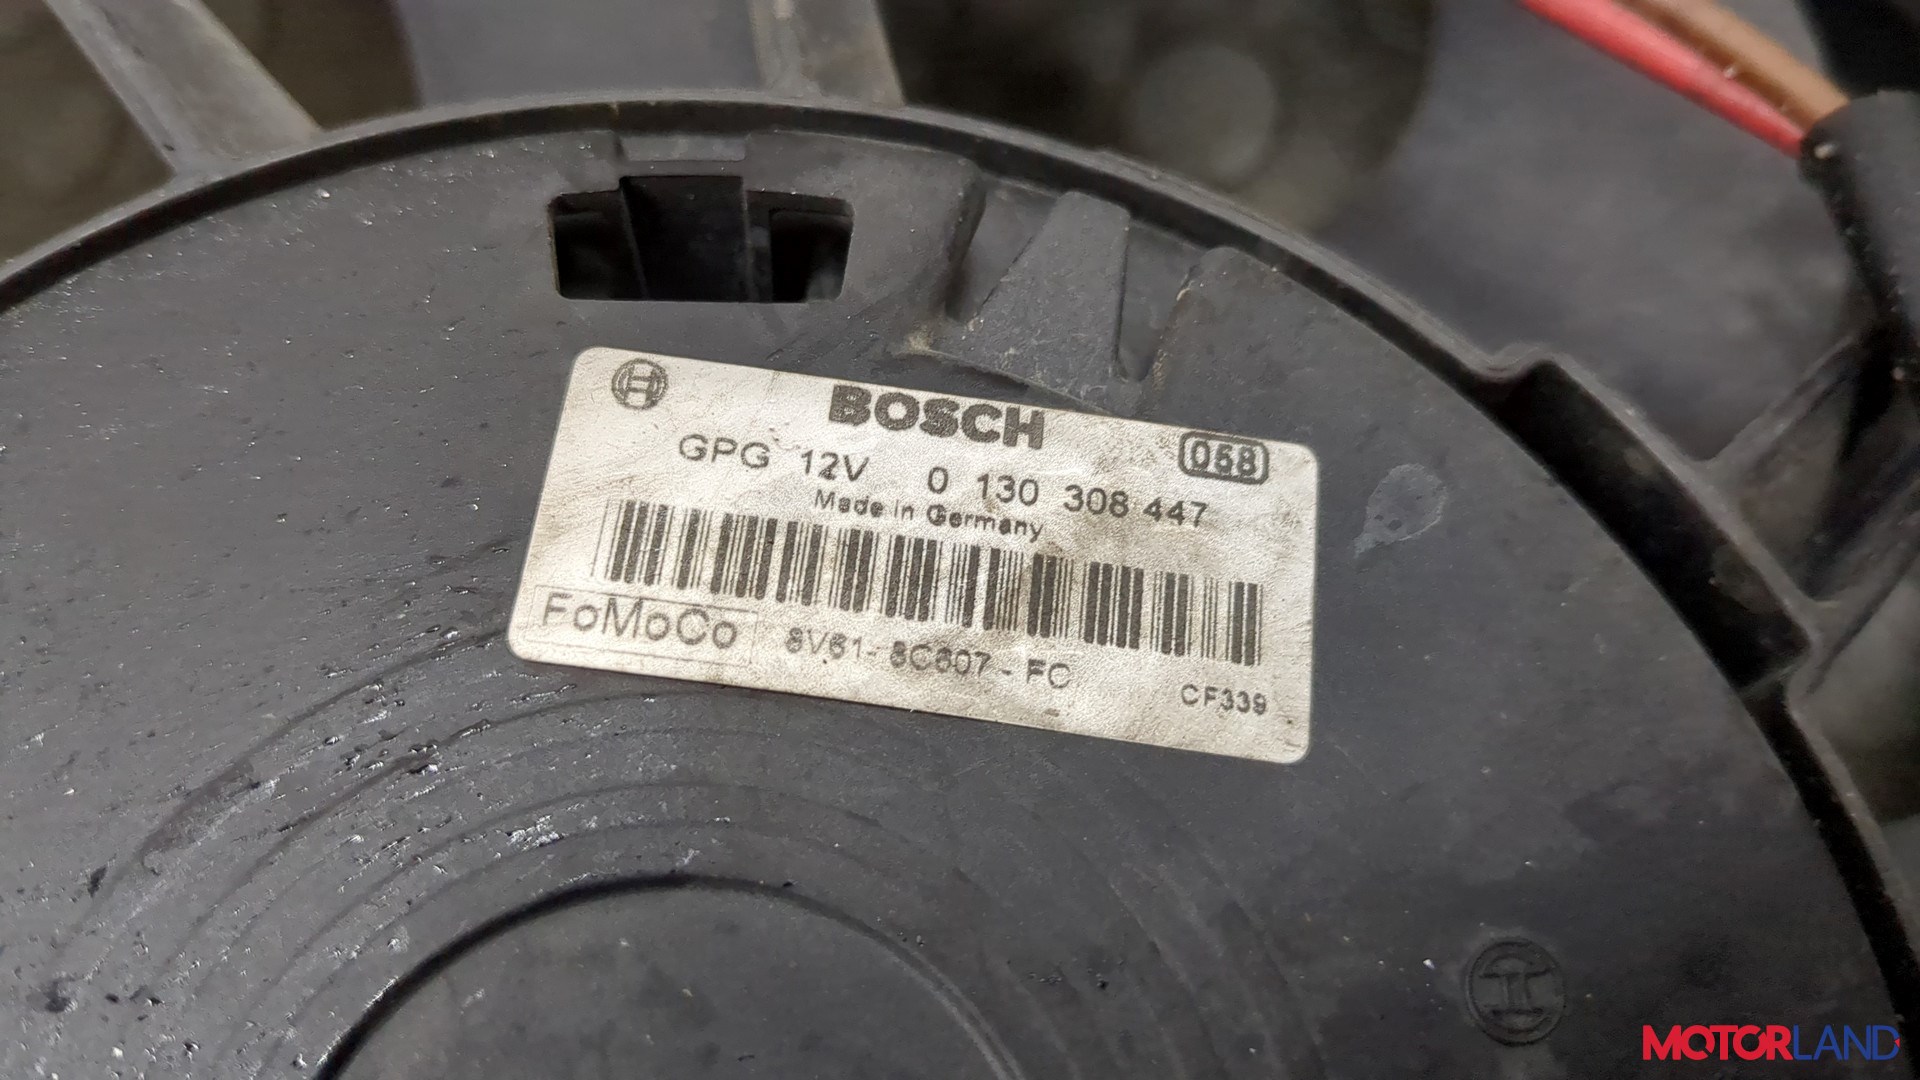 BOSCH
058
GPG 12V 0 130 308 447
Made in Germany
FoMoCo 8V61-8C607-FC
CF339
MOTORLAND